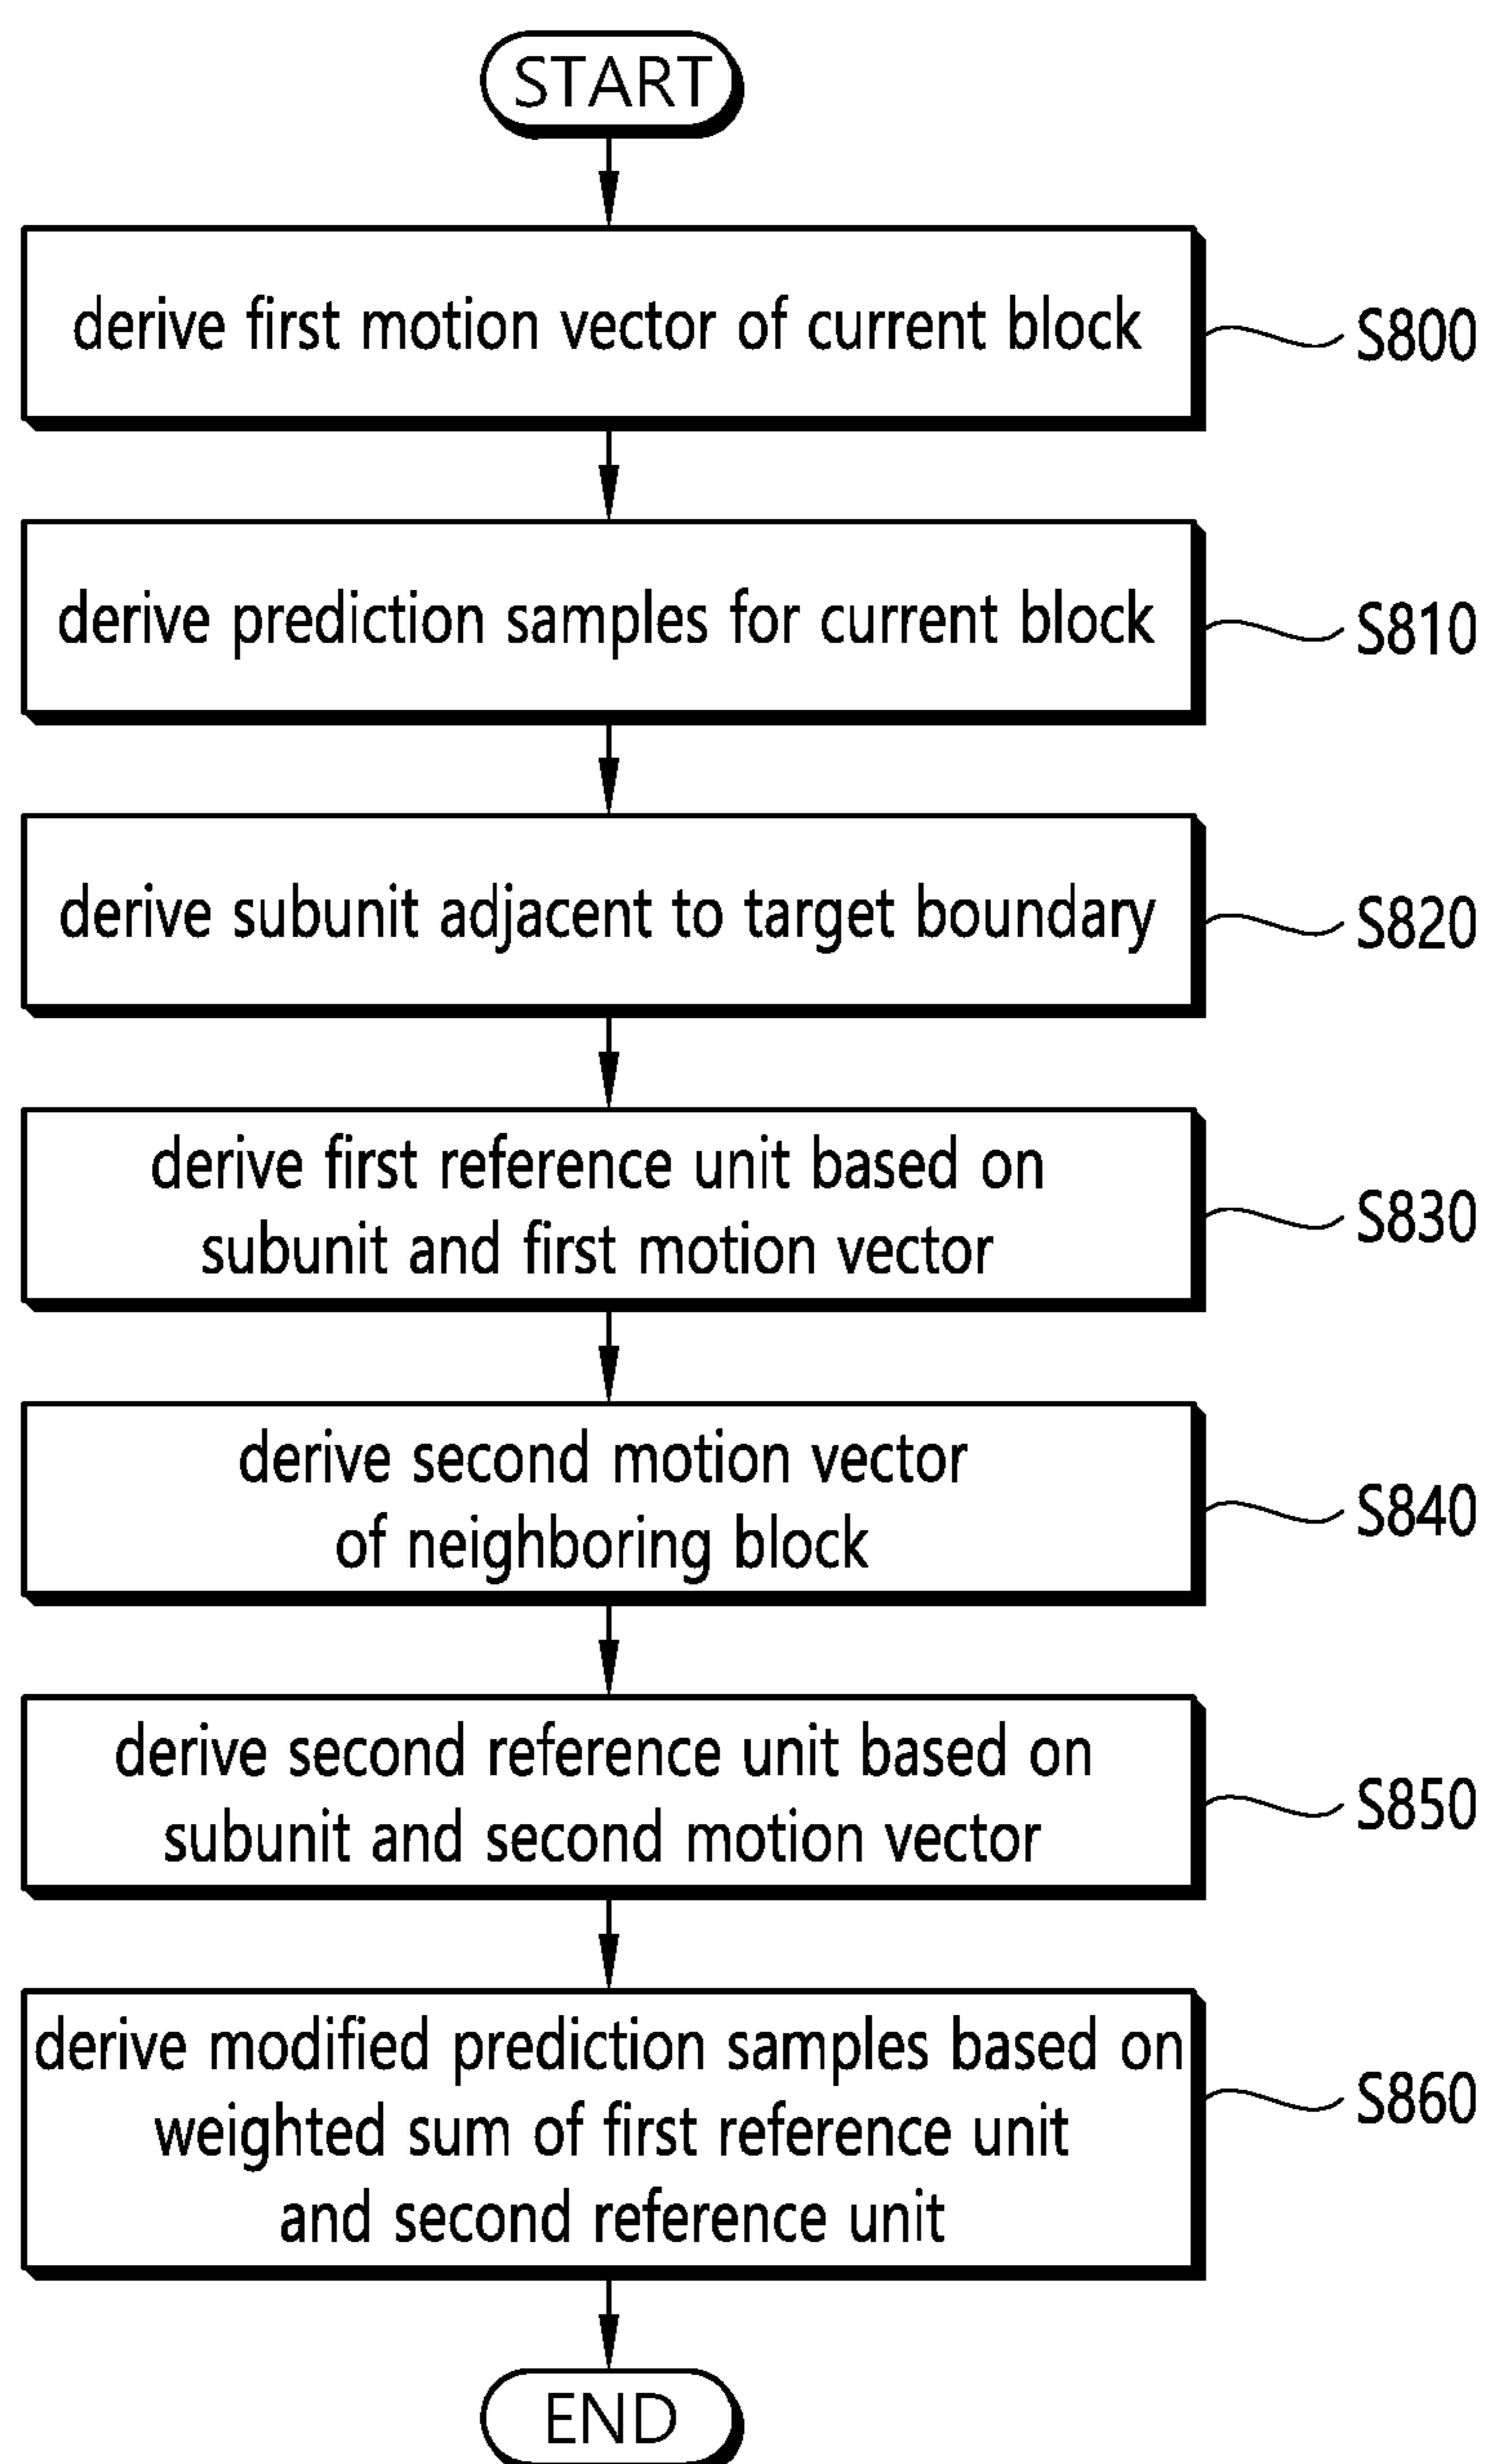 START
derive first motion vector of current block
S800
derive prediction samples for current block
S810
derive subunit adjacent to target boundary
S820
derive first reference unit based on
subunit and first motion vector
S830
derive second motion vector
of neighboring block
S840
derive second reference unit based on
subunit and second motion vector
S850
derive modified prediction samples based on
weighted sum of first reference unit
and second reference unit
S860
END